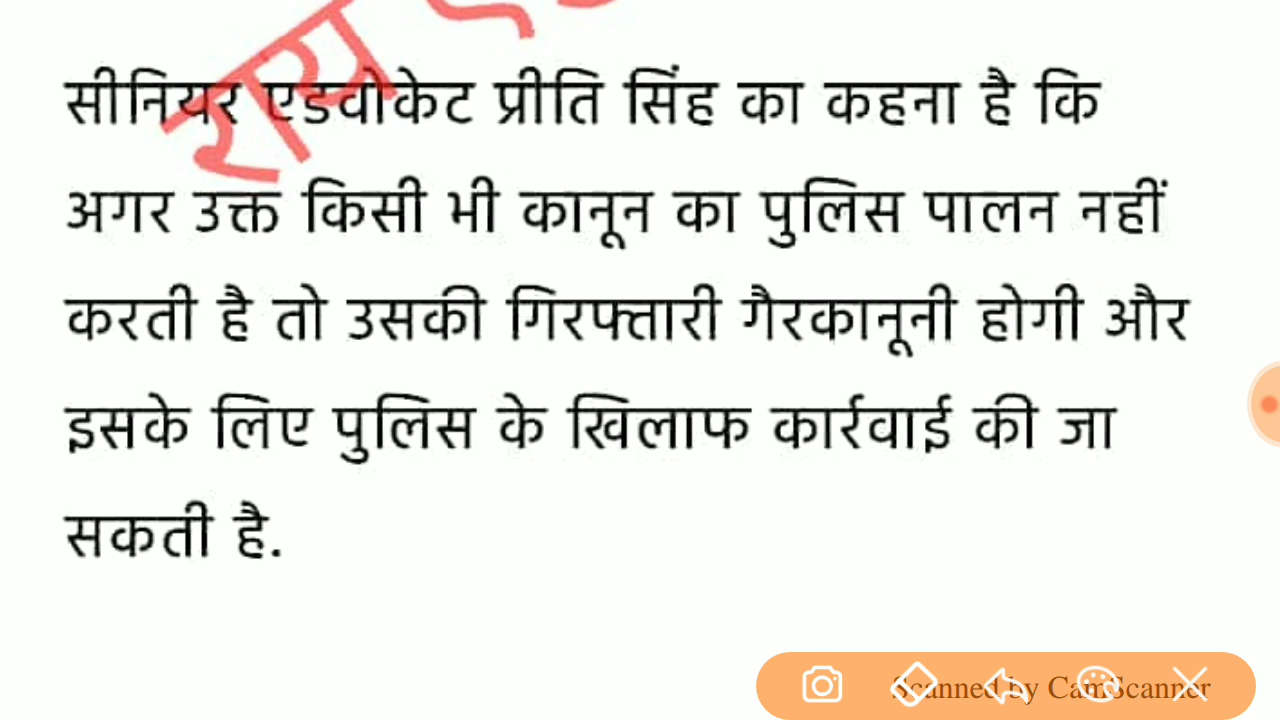 राय
सीनियर एडवोकेट प्रीति सिंह का कहना है कि
अगर उक्त किसी भी कानून का पुलिस पालन नहीं
करती है तो उसकी गिरफ्तारी गैरकानूनी होगी और
इसके लिए पुलिस के खिलाफ कार्रवाई की जा
सकती है.
Scanned by CamScanner